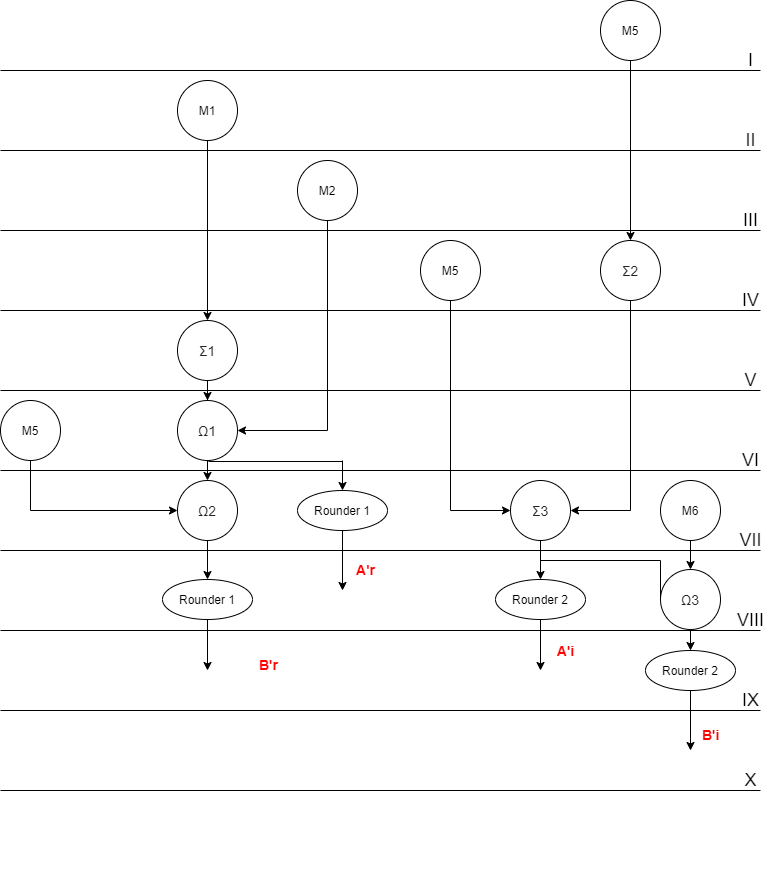 M5
I
M1
II
M2
III
M5
Σ2
IV
Σ1
V
M5
Ω1
VI
Ω2
Rounder 1
Σ3
M6
VII
A'r
Rounder 1
Rounder 2
Ω3
VIII
B'r
A'i
Rounder 2
IX
B'i
X